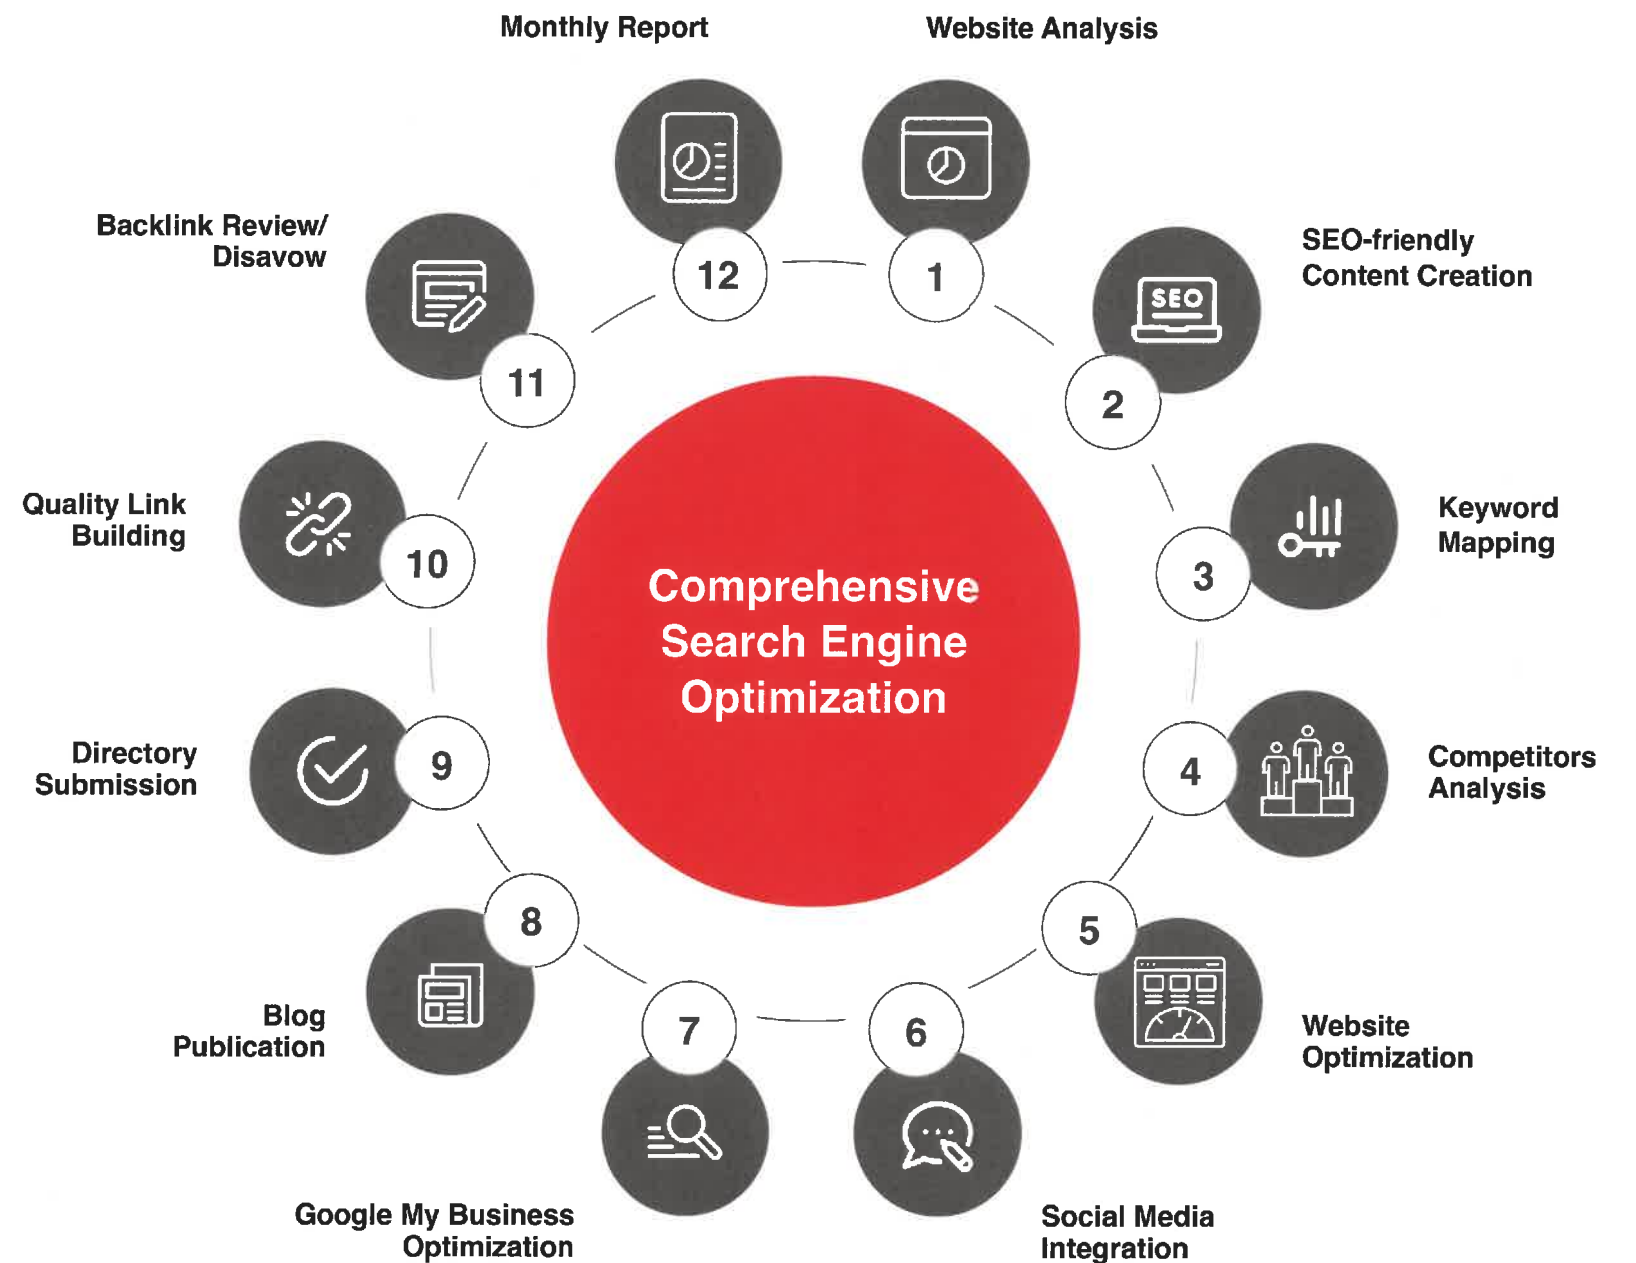 Monthly Report
Website Analysis
12
1
Backlink Review/
Disavow
11
SEO-friendly
Content Creation
SEO
2
Quality Link
Building
10
Keyword
Mapping
3
Comprehensive
Search Engine
Optimization
Directory
Submission
9
Competitors
Analysis
4
Blog
Publication
8
Website
Optimization
5
Google My Business
Optimization
7
Social Media
Integration
6